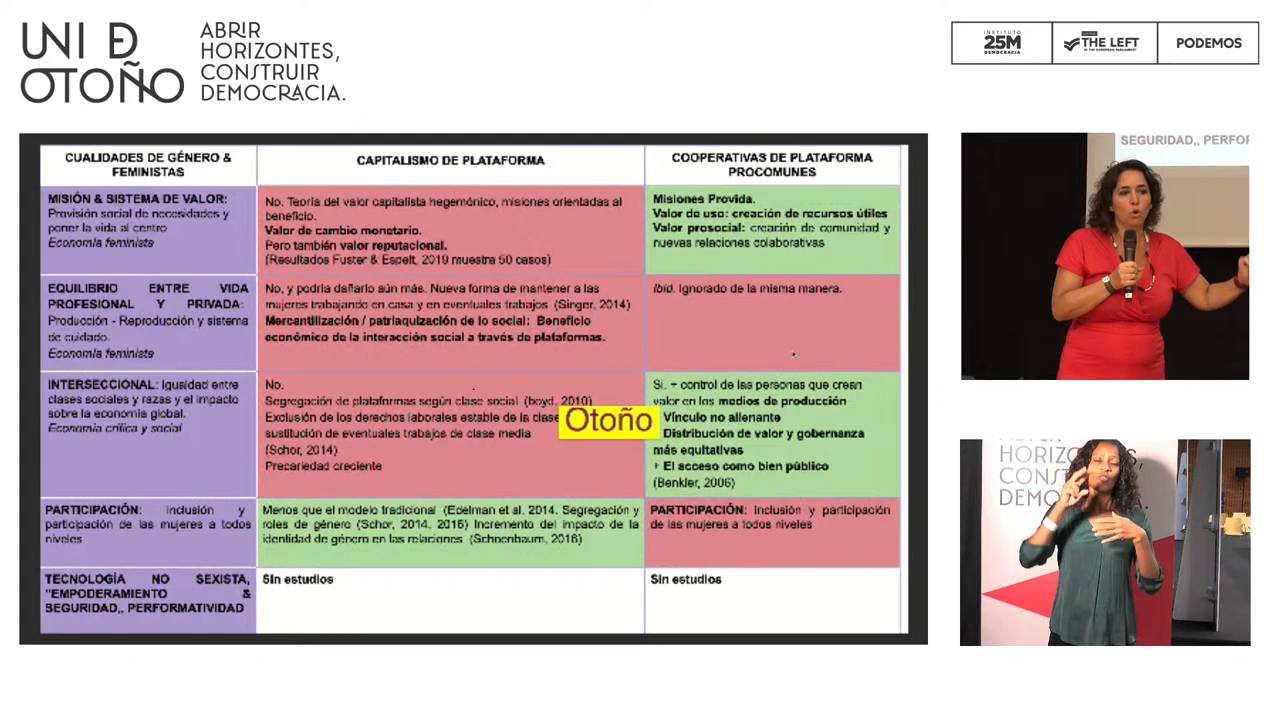 UNI D
OTOÑO
ABRIR
HORIZONTES,
CONSTRUIR
DEMOCRACIA.
INSTITUTO
25M
DEMOCRACIA
THE LEFT
IN THE EUROPEAN PARLIAMENT
PODEMOS
CUALIDADES DE GÉNERO &
FEMINISTAS
CAPITALISMO DE PLATAFORMA
COOPERATIVAS DE PLATAFORMA
PROCOMUNES
MISIÓN & SISTEMA DE VALOR:
Provisión social de necesidades y
poner la vida al centro
Economía feminista
No. Teoría del valor capitalista hegemónico, misiones orientadas al
beneficio.
Valor de cambio monetario.
Pero también valor reputacional.
(Resultados Fuster & Espelt, 2019 muestra 50 casos)
Misiones Provida.
Valor de uso: creación de recursos útiles
Valor prosocial: creación de comunidad y
nuevas relaciones colaborativas
EQUILIBRIO ENTRE VIDA
PROFESIONAL Y PRIVADA:
Producción - Reproducción y sistema
de cuidado.
Economía feminista
No, y podría dañarlo aún más. Nueva forma de mantener a las
mujeres trabajando en casa y en eventuales trabajos (Singer, 2014)
Mercantilización / patriaquización de lo social: Beneficio
económico de la interacción social a través de plataformas.
Ibid. Ignorado de la misma manera.
INTERSECCIONAL: Igualdad entre
clases sociales y razas y el impacto
sobre la economía global.
Economía crítica y social
No.
Segregación de plataformas según clase social (boyd, 2010)
Exclusión de los derechos laborales estable de la clase
sustitución de eventuales trabajos de clase media
(Schor, 2014)
Precariedad creciente
Si. + control de las personas que crean
valor en los medios de producción
Vínculo no alienante
Distribución de valor y gobernanza
más equitativas
+ El acceso como bien público
(Benkler, 2006)
Otoño
PARTICIPACIÓN: inclusión y
participación de las mujeres a todos
niveles
Menos que el modelo tradicional (Edelman et al. 2014. Segregación y
roles de género (Schor, 2014, 2016) Incremento del impacto de la
identidad de género en las relaciones (Schoenbaum, 2016)
PARTICIPACIÓN: inclusión y participación
de las mujeres a todos niveles
TECNOLOGÍA NO SEXISTA,
"EMPODERAMIENTO &
SEGURIDAD,, PERFORMATIVIDAD
Sin estudios
Sin estudios
SEGURIDAD,, PERFOR
HORIZON
CONS
DEMO